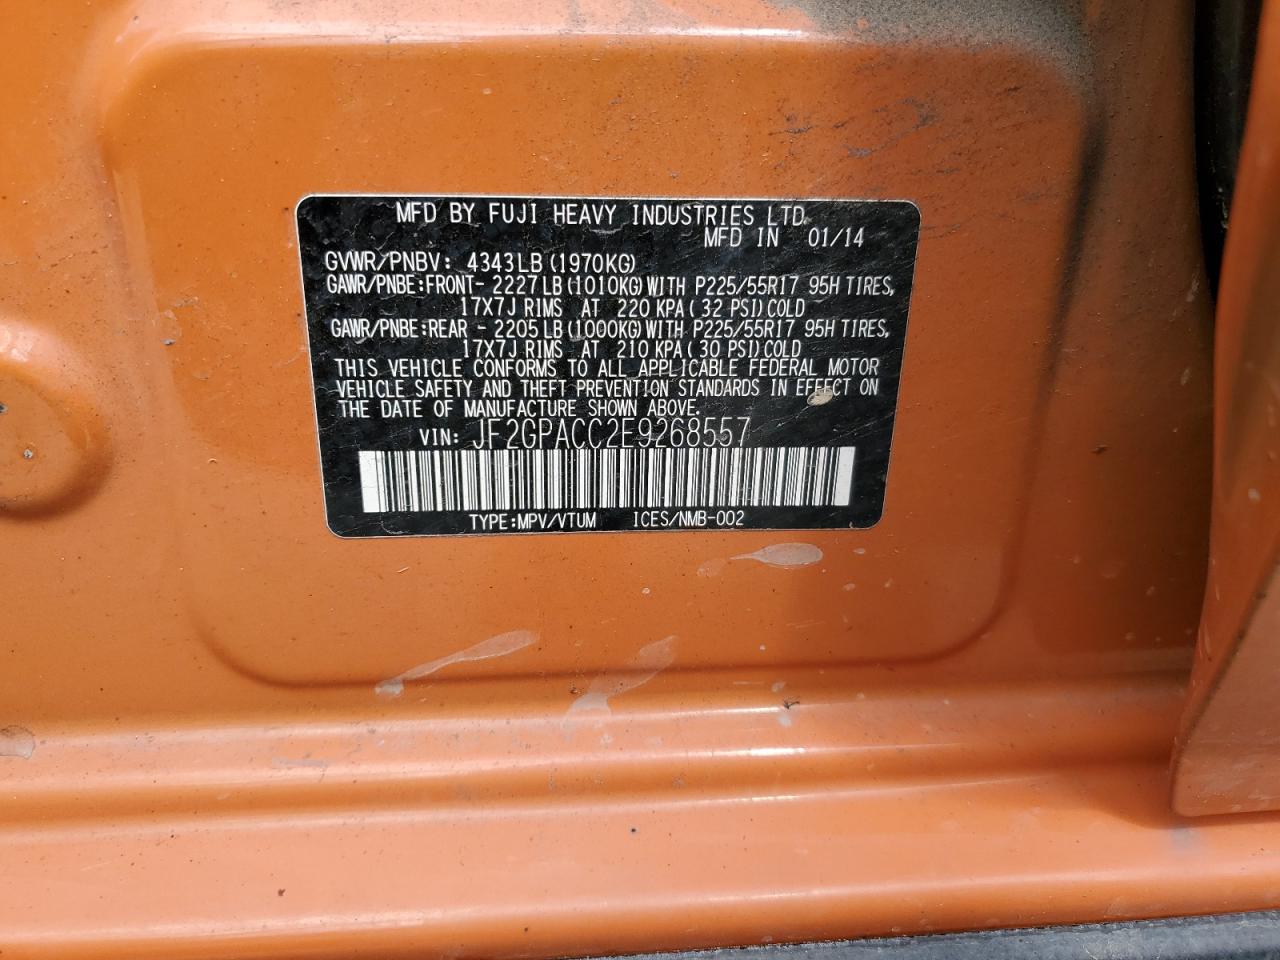 MFD BY FUJI HEAVY INDUSTRIES LTD.
MFD IN 01/14
GVWR/PNBV: 4343LB(1970KG)
GAWR/PNBE:FRONT- 2227LB(1010KG)WITH P225/55R17 95H TIRES,
17X7J RIMS AT 220 KPA(32 PSI)COLD
GAWR/PNBE:REAR - 2205LB(1000KG)WITH P225/55R17 95H TIRES,
17X7J RIMS AT 210 KPA(30 PSI)COLD
THIS VEHICLE CONFORMS TO ALL APPLICABLE FEDERAL MOTOR
VEHICLE SAFETY AND THEFT PREVENTION STANDARDS IN EFFECT ON
THE DATE OF MANUFACTURE SHOWN ABOVE.
VIN: JF2GPACC2E9268557
TYPE:MPV/VTUM ICES/NMB-002